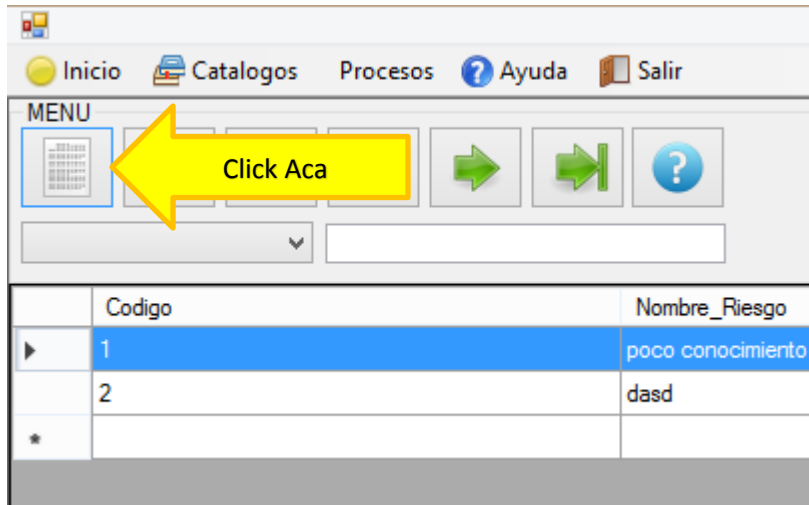 Inicio Catalogos Procesos Ayuda Salir
MENU
Click Aca
Codigo Nombre_Riesgo
1 poco conocimiento
2 dasd